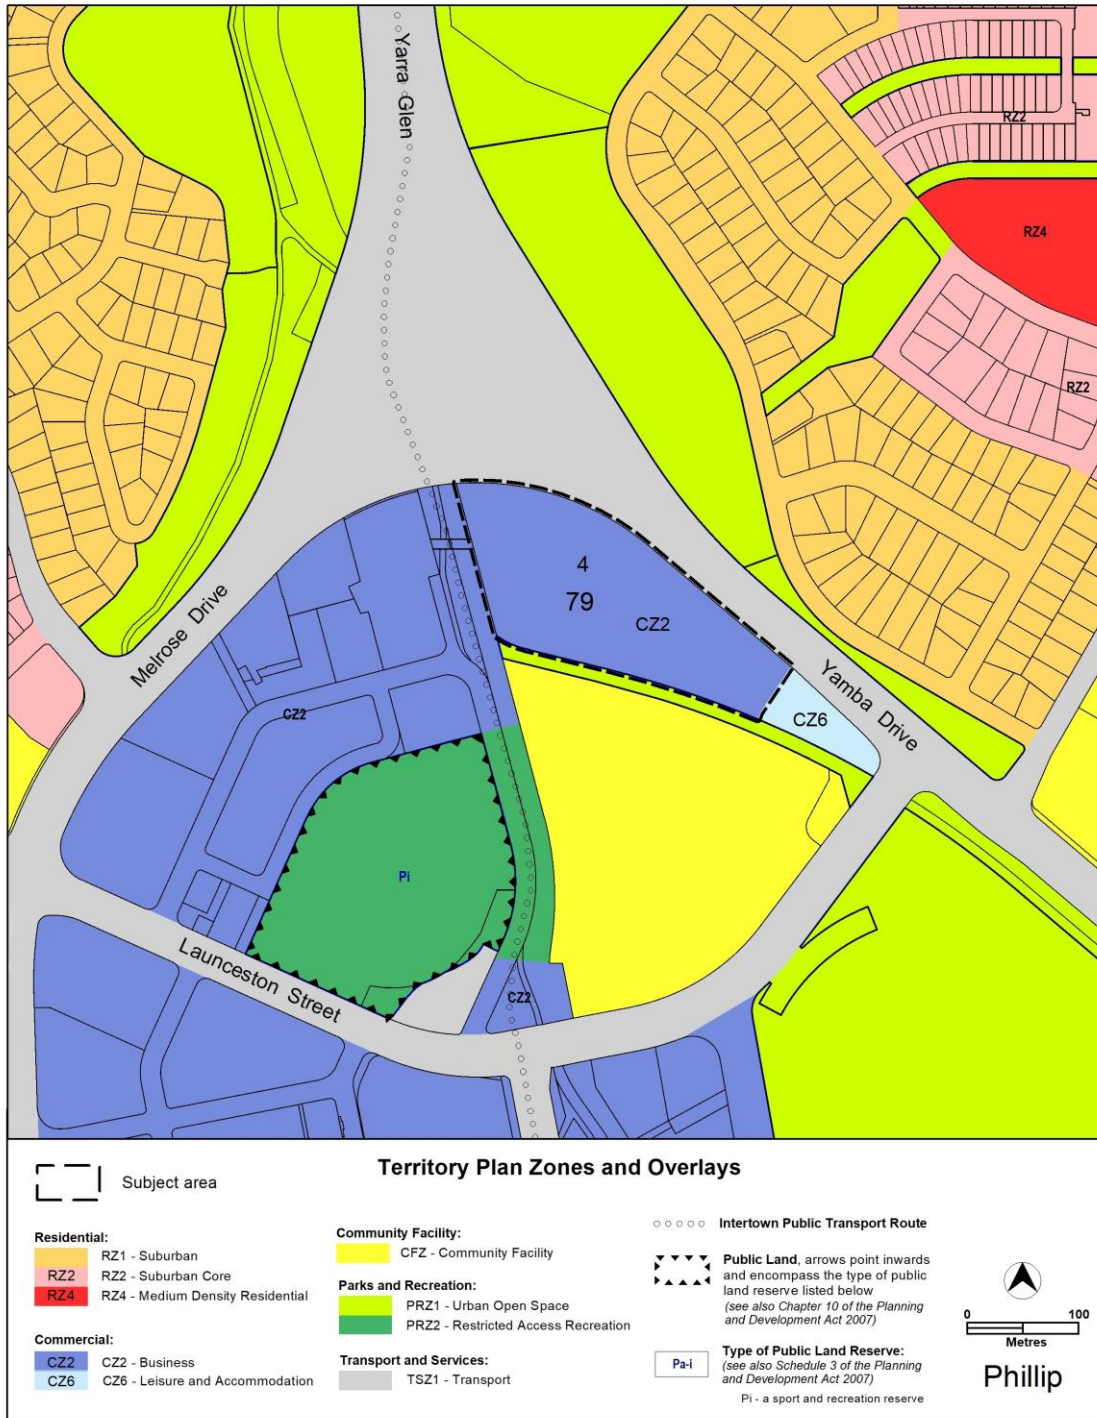 Yarra Glen
RZ2
RZ4
RZ2
4
79
CZ2
Melrose Drive
Yamba Drive
CZ6
CZ2
Pi
Launceston Street
CZ2
Territory Plan Zones and Overlays
Subject area
Residential:
RZ1 - Suburban
RZ2 RZ2 - Suburban Core
RZ4 RZ4 - Medium Density Residential
Commercial:
CZ2 CZ2 - Business
CZ6 CZ6 - Leisure and Accommodation
Community Facility:
CFZ - Community Facility
Parks and Recreation:
PRZ1 - Urban Open Space
PRZ2 - Restricted Access Recreation
Transport and Services:
TSZ1 - Transport
Intertown Public Transport Route
Public Land, arrows point inwards
and encompass the type of public
land reserve listed below
(see also Chapter 10 of the Planning
and Development Act 2007)
Pa-i
Type of Public Land Reserve:
(see also Schedule 3 of the Planning
and Development Act 2007)
Pi - a sport and recreation reserve
0 100
Metres
Phillip